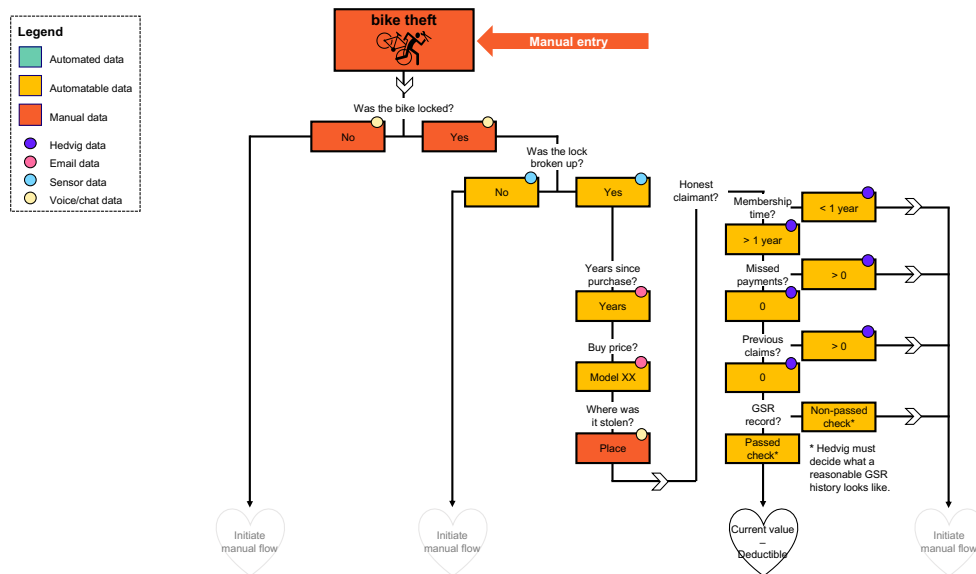 bike theft
Manual entry
Legend
Automated data
Automatable data
Manual data
Hedvig data
Email data
Sensor data
Voice/chat data
Was the bike locked?
No
Yes
Was the lock
broken up?
No
Yes
Years since
purchase?
Years
Buy price?
Model XX
Where was
it stolen?
Place
Honest
claimant?
Membership
time?
< 1 year
> 1 year
Missed
payments?
> 0
0
Previous
claims?
> 0
0
GSR
record?
Non-passed
check*
Passed
check*
* Hedvig must
decide what a
reasonable GSR
history looks like.
Initiate
manual flow
Initiate
manual flow
Current value
–
Deductible
Initiate
manual flow